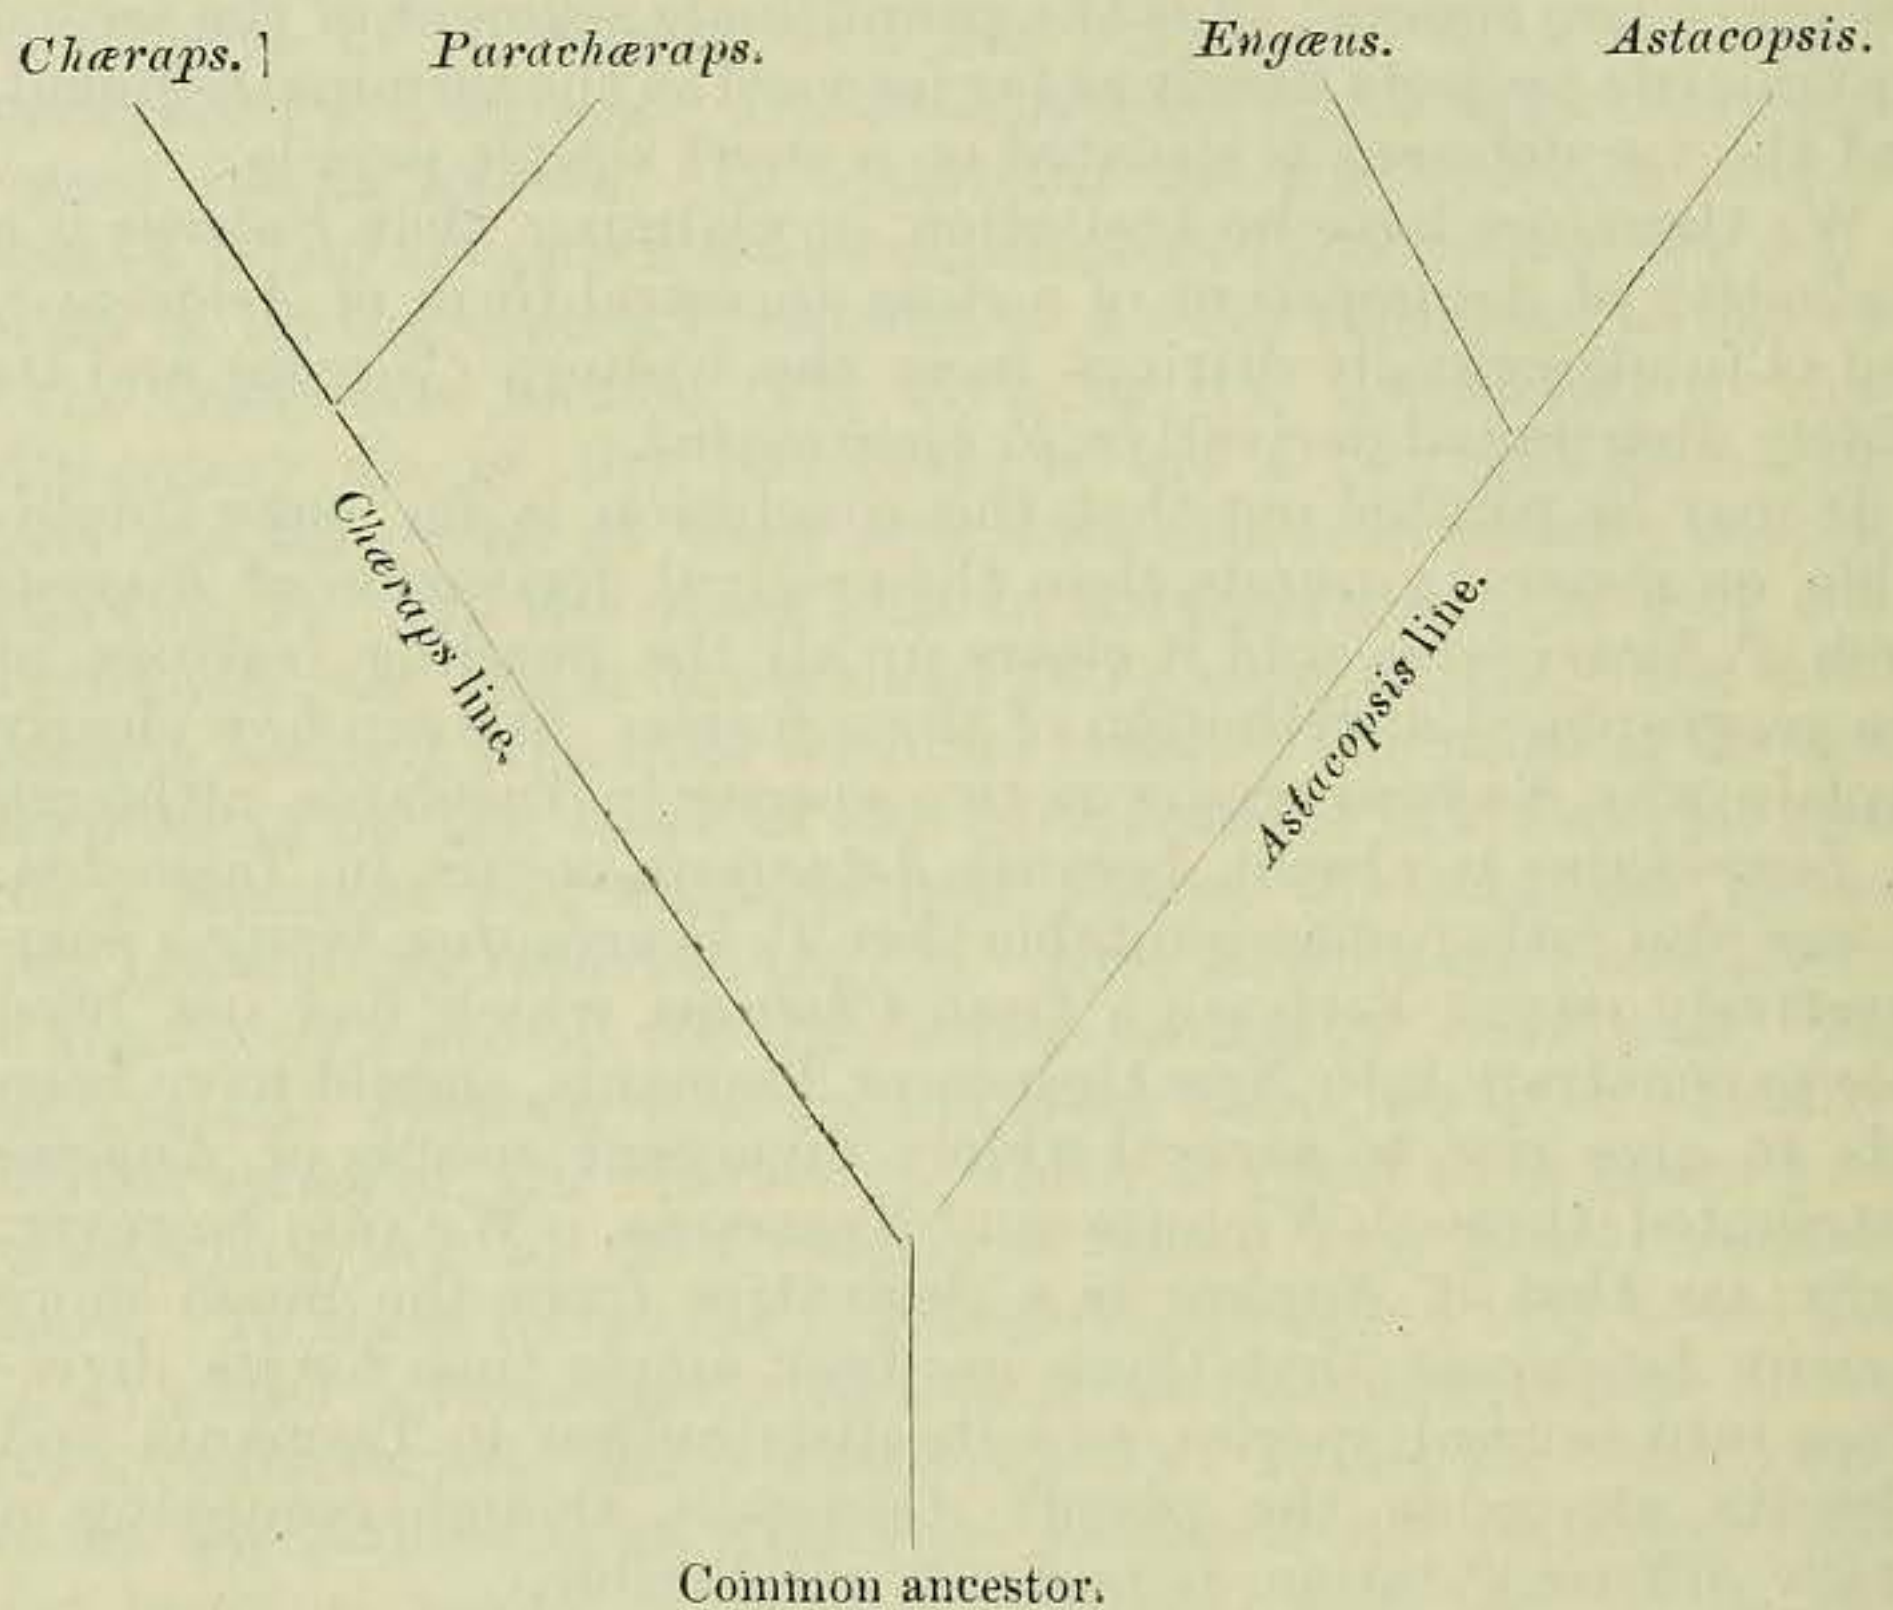 Chæraps. ]
Parachæraps.
Engæus.
Astacopsis.
Chæraps line.
Astacopsis line.
Common ancestor.